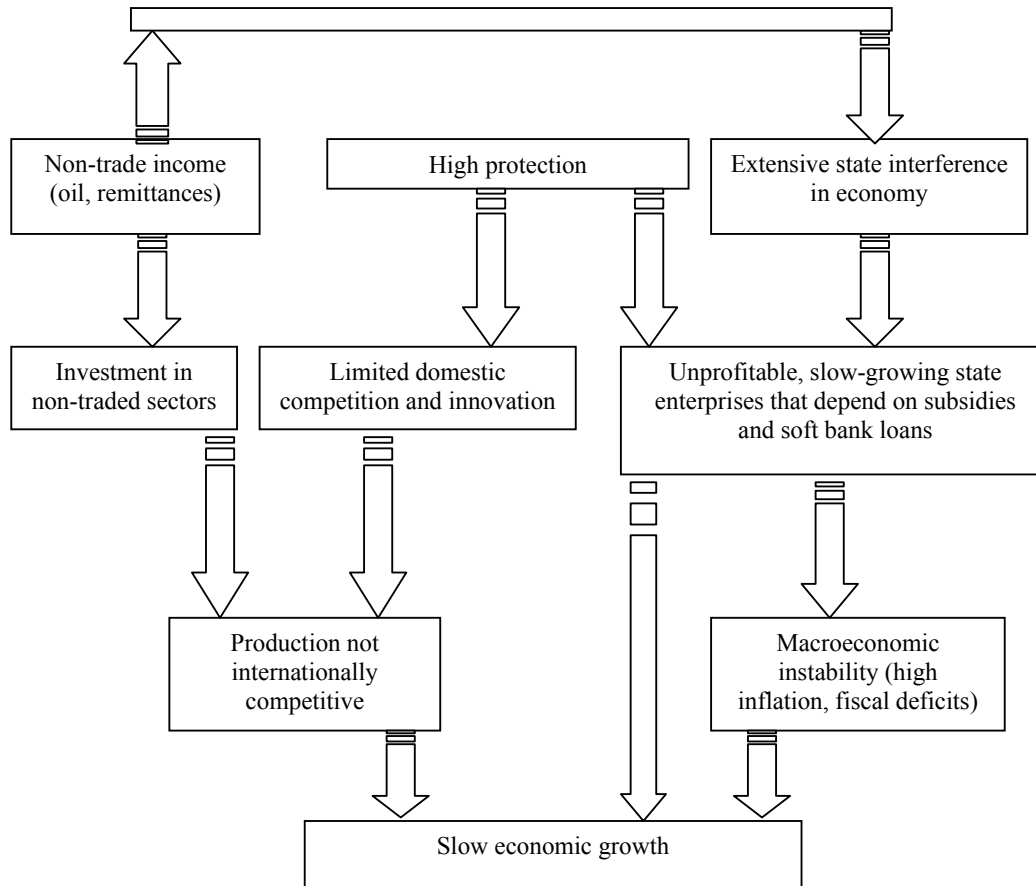 Non-trade income
(oil, remittances)
High protection
Extensive state interference
in economy
Investment in
non-traded sectors
Limited domestic
competition and innovation
Unprofitable, slow-growing state
enterprises that depend on subsidies
and soft bank loans
Production not
internationally
competitive
Macroeconomic
instability (high
inflation, fiscal deficits)
Slow economic growth